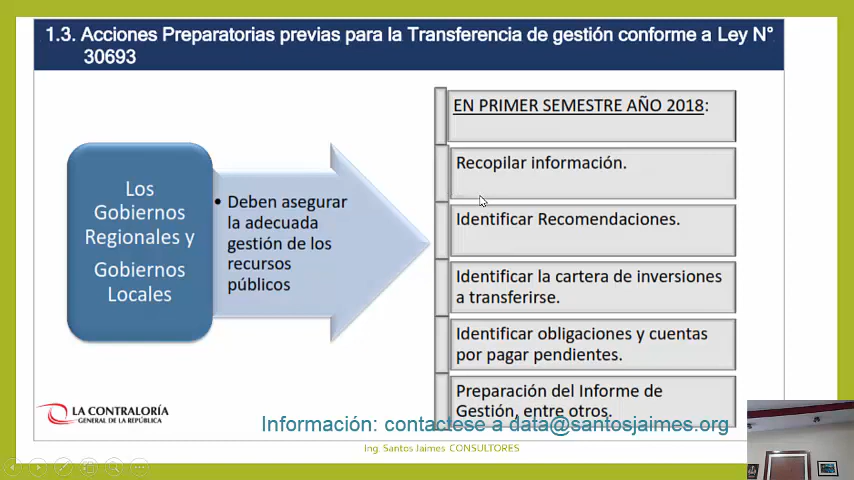 1.3. Acciones Preparatorias previas para la Transferencia de gestión conforme a Ley N°
30693
Los
Gobiernos
Regionales y
Gobiernos
Locales
• Deben asegurar
la adecuada
gestión de los
recursos
públicos
EN PRIMER SEMESTRE AÑO 2018:
Recopilar información.
Identificar Recomendaciones.
Identificar la cartera de inversiones
a transferirse.
Identificar obligaciones y cuentas
por pagar pendientes.
Preparación del Informe de
Gestión, entre otros.
LA CONTRALORÍA
GENERAL DE LA REPÚBLICA
Información: contactese a data@santosjaimes.org
Ing. Santos Jaimes CONSULTORES